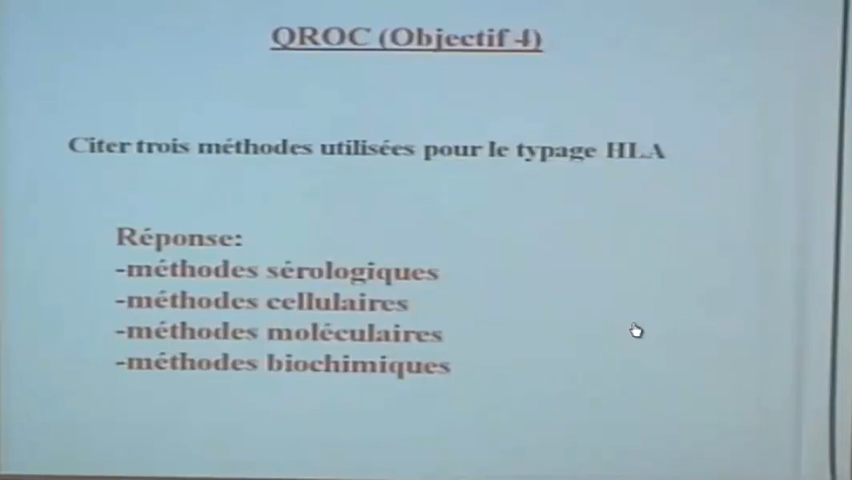 QROC (Objectif 4)
Citer trois méthodes utilisées pour le typage HLA
Réponse:
-méthodes sérologiques
-méthodes cellulaires
-méthodes moléculaires
-méthodes biochimiques